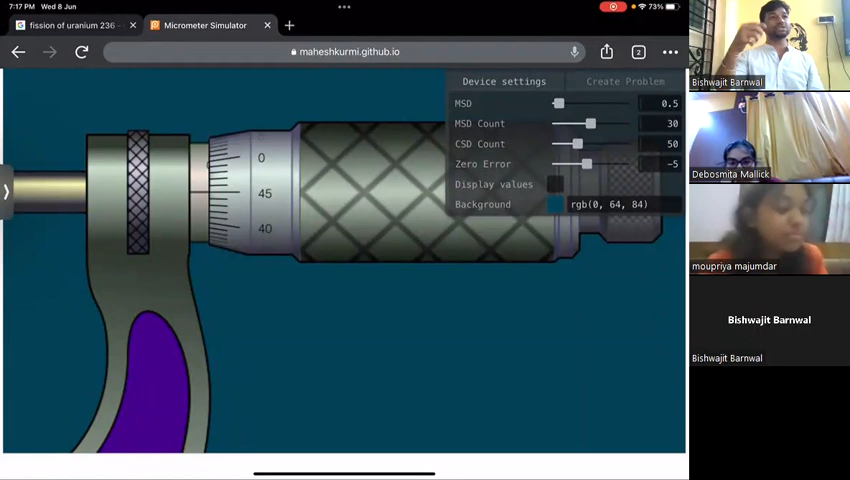 7:17 PM Wed 8 Jun
73%
fission of uranium 236 -
Micrometer Simulator
maheshkurmi.github.io
2
Device settings
Create Problem
MSD 0.5
MSD Count 30
CSD Count 50
Zero Error -5
Display values
Background rgb(0, 64, 84)
0
45
40
Bishwajit Barnwal
Debosmita Mallick
moupriya majumdar
Bishwajit Barnwal
Bishwajit Barnwal